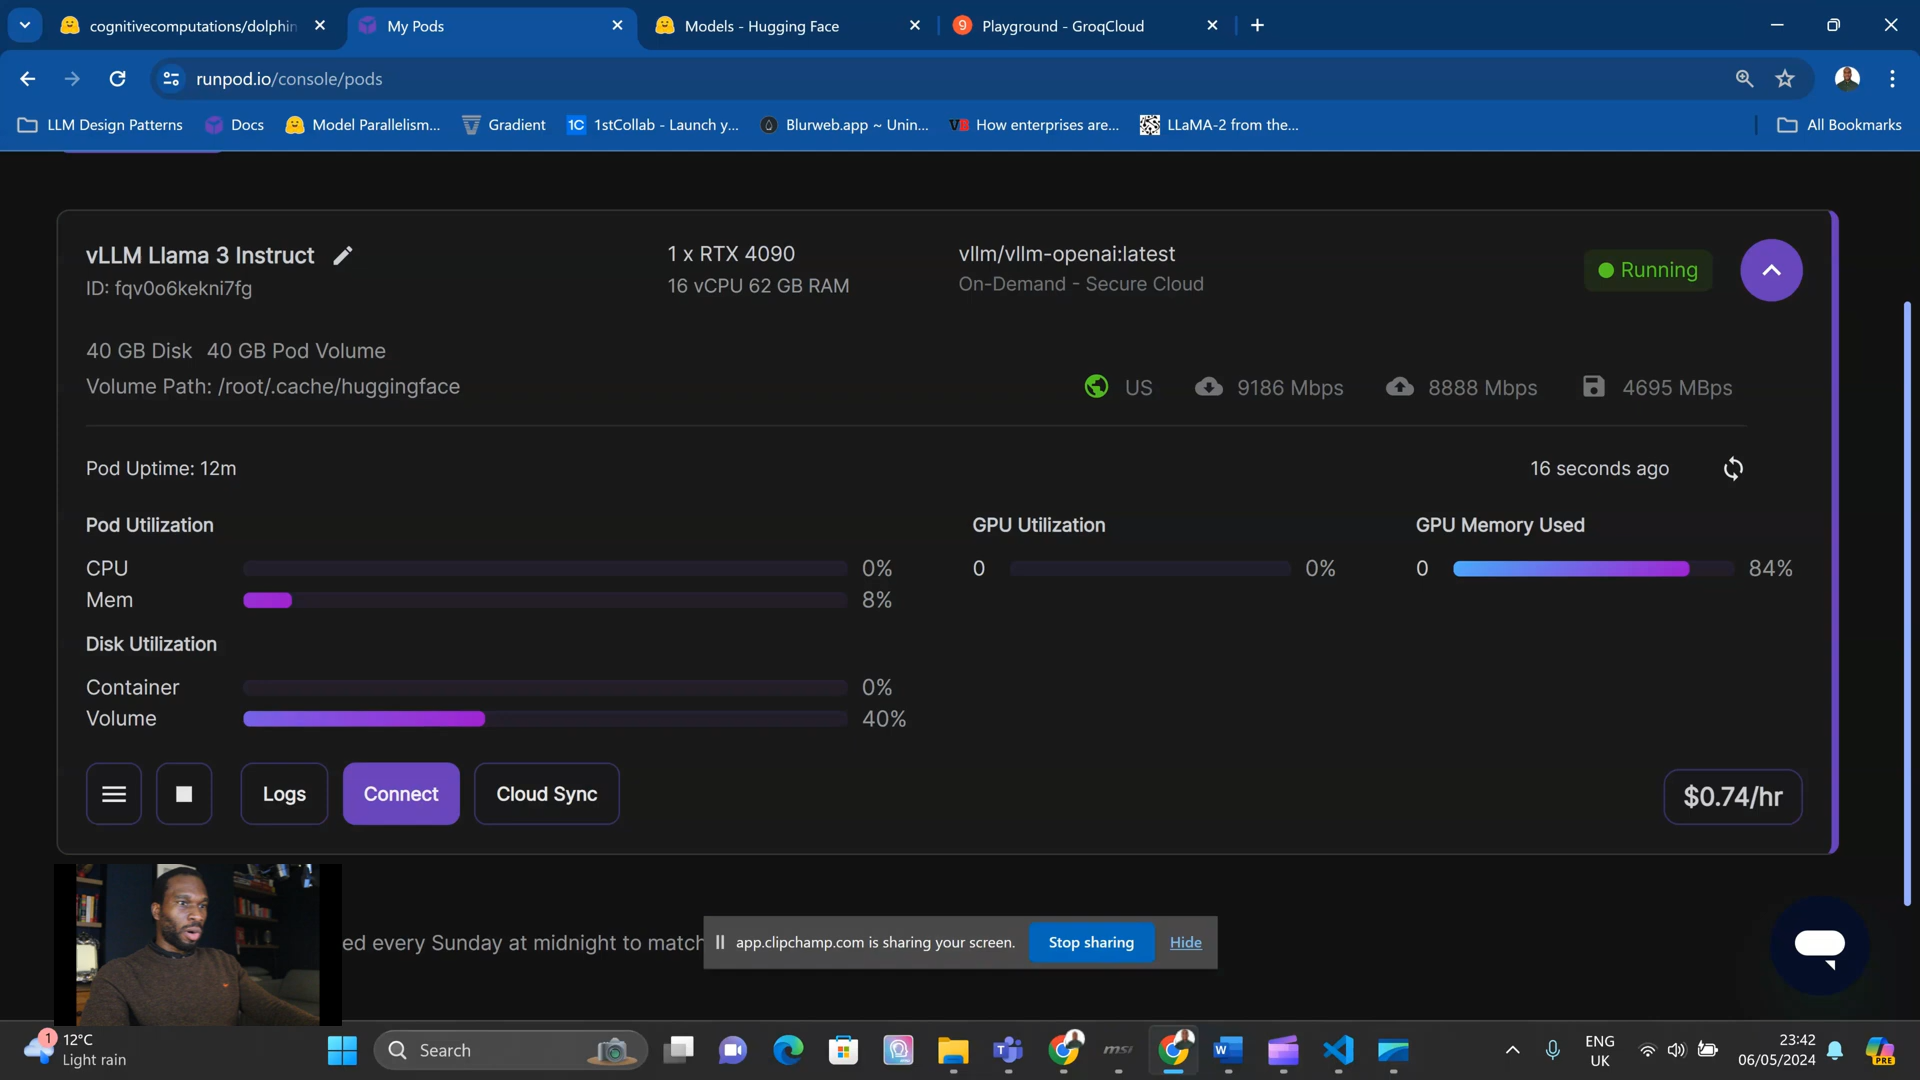 cognitivecomputations/dolphin
My Pods
Models - Hugging Face
9 Playground - GroqCloud
runpod.io/console/pods
LLM Design Patterns
Docs
Model Parallelism...
Gradient
1C 1stCollab - Launch y...
Blurweb.app ~ Unin...
VB How enterprises are...
LLaMA-2 from the...
All Bookmarks
vLLM Llama 3 Instruct
ID: fqv0o6kekni7fg
1 x RTX 4090
16 vCPU 62 GB RAM
vllm/vllm-openai:latest
On-Demand - Secure Cloud
Running
40 GB Disk 40 GB Pod Volume
Volume Path: /root/.cache/huggingface
US
9186 Mbps
8888 Mbps
4695 MBps
Pod Uptime: 12m
16 seconds ago
Pod Utilization
CPU 0%
Mem 8%
GPU Utilization
0 0%
GPU Memory Used
0 84%
Disk Utilization
Container 0%
Volume 40%
Logs
Connect
Cloud Sync
$0.74/hr
ed every Sunday at midnight to match
app.clipchamp.com is sharing your screen.
Stop sharing
Hide
1
12°C
Light rain
Search
msi
ENG
UK
23:42
06/05/2024
PRE